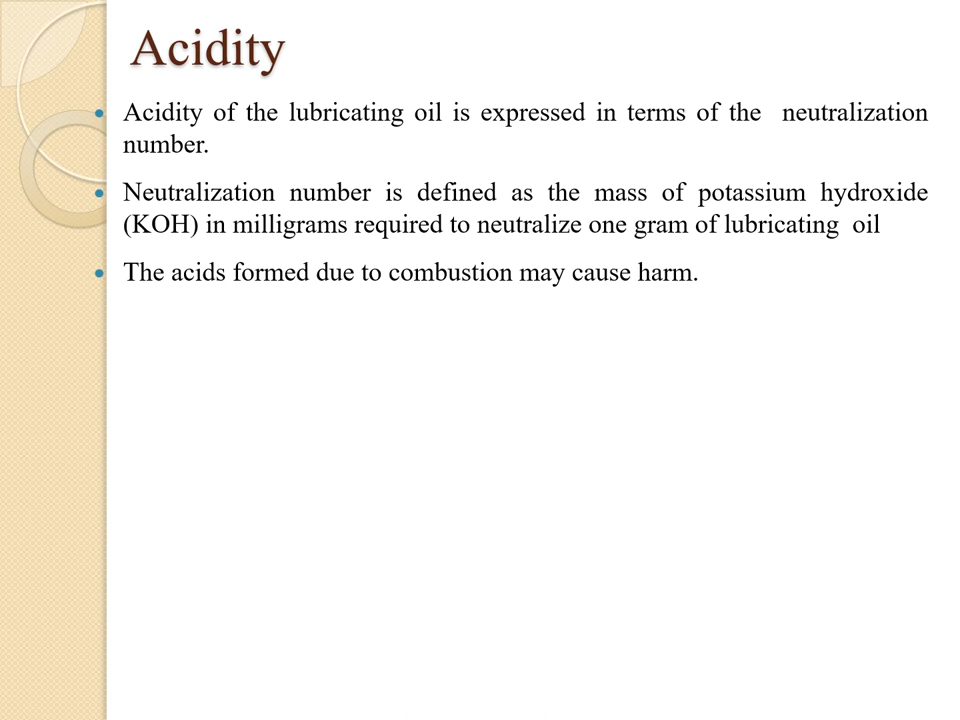 Acidity
Acidity of the lubricating oil is expressed in terms of the neutralization
number.
Neutralization number is defined as the mass of potassium hydroxide
(KOH) in milligrams required to neutralize one gram of lubricating oil
The acids formed due to combustion may cause harm.